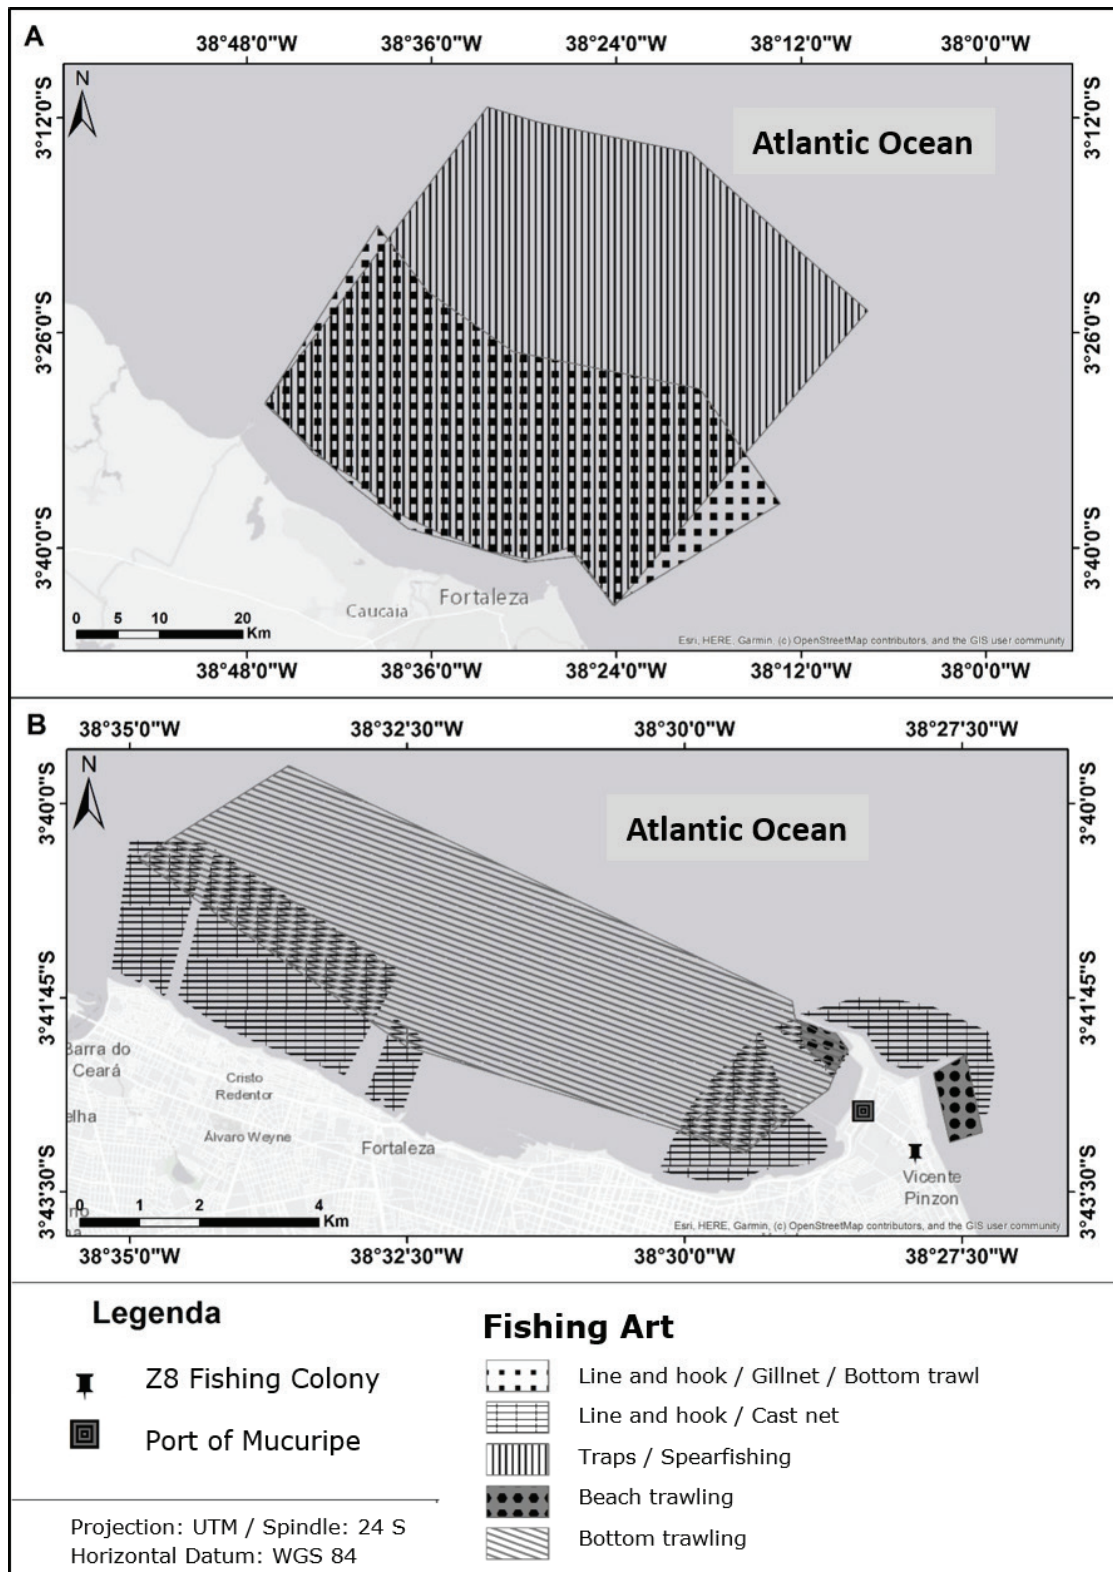 A
38°48'0"W 38°36'0"W 38°24'0"W 38°12'0"W 38°0'0"W
N
Atlantic Ocean
3°12'0"S 3°12'0"S
3°26'0"S 3°26'0"S
3°40'0"S 3°40'0"S
Caucaia Fortaleza
0 5 10 20
Km
Esri, HERE, Garmin, (c) OpenStreetMap contributors, and the GIS user community
38°48'0"W 38°36'0"W 38°24'0"W 38°12'0"W 38°0'0"W
B
38°35'0"W 38°32'30"W 38°30'0"W 38°27'30"W
N
Atlantic Ocean
3°40'0"S 3°40'0"S
3°41'45"S 3°41'45"S
3°43'30"S 3°43'30"S
Barra do
Ceará
Cristo
Redentor
elha
Álvaro Weyne
Fortaleza
Vicente
Pinzon
0 1 2 4
Km
Esri, HERE, Garmin, (c) OpenStreetMap contributors, and the GIS user community
38°35'0"W 38°32'30"W 38°30'0"W 38°27'30"W
Legenda
Z8 Fishing Colony
Port of Mucuripe
Projection: UTM / Spindle: 24 S
Horizontal Datum: WGS 84
Fishing Art
Line and hook / Gillnet / Bottom trawl
Line and hook / Cast net
Traps / Spearfishing
Beach trawling
Bottom trawling